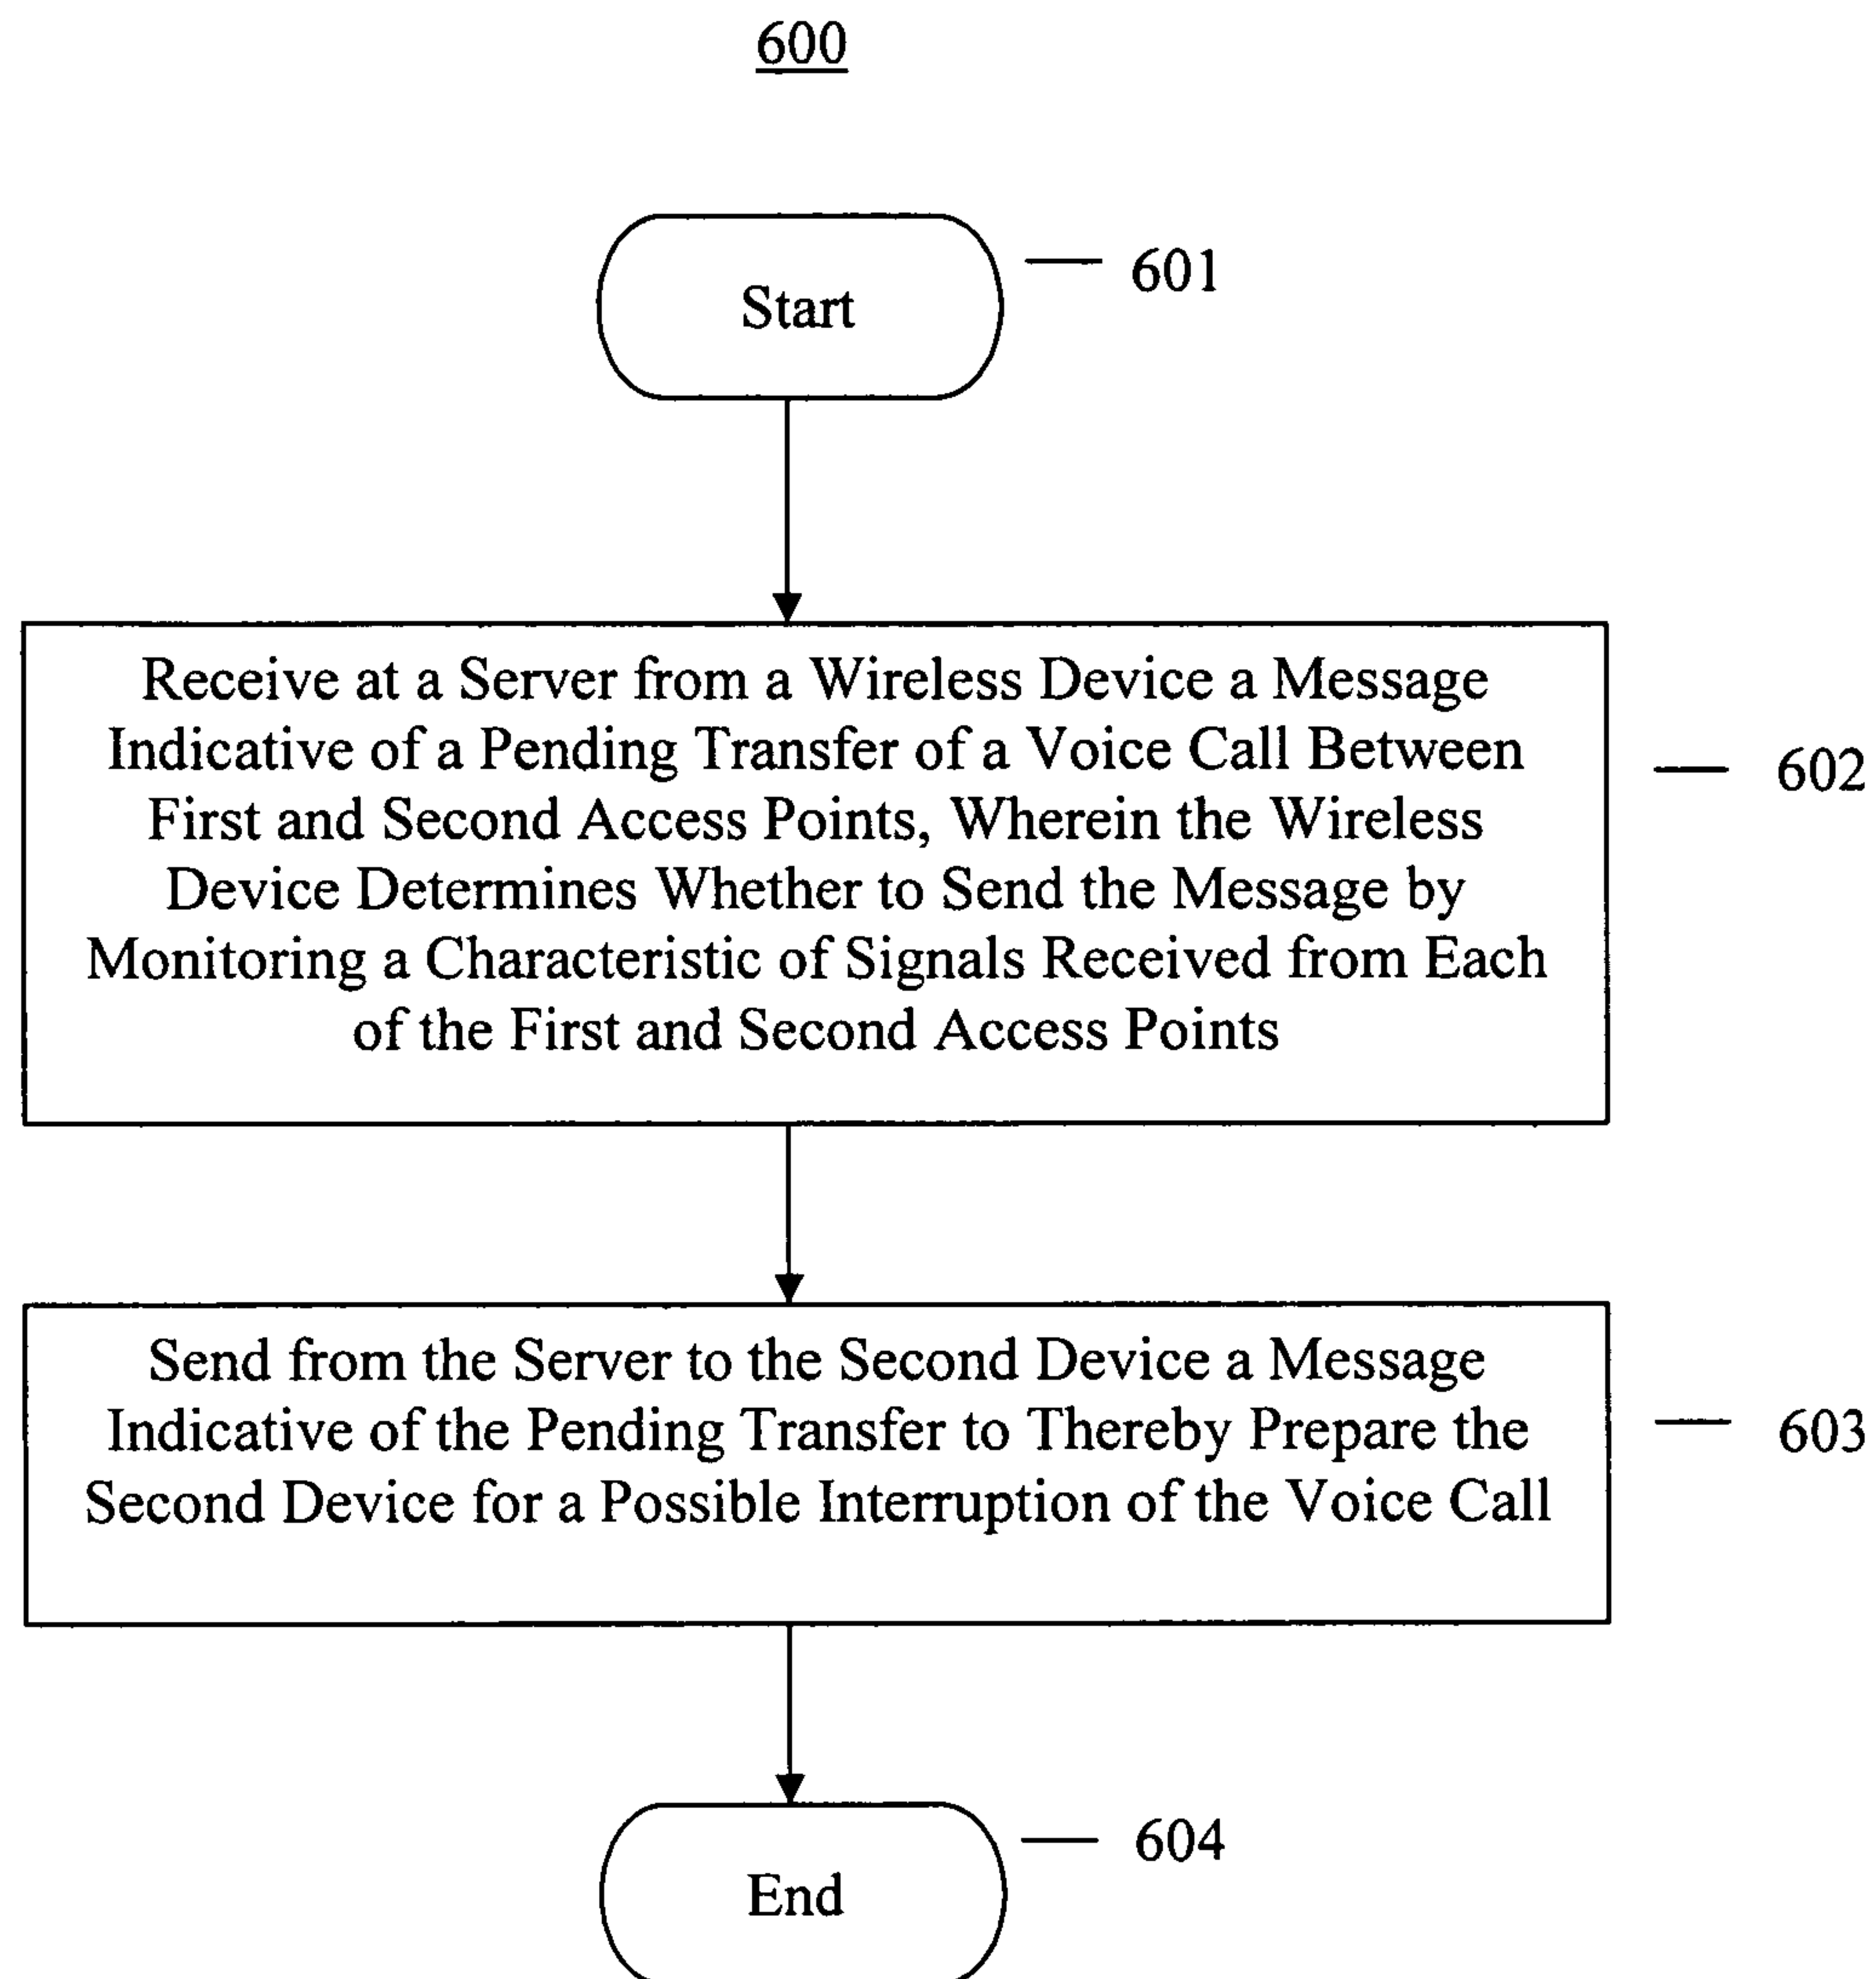 600
Start
601
Receive at a Server from a Wireless Device a Message
Indicative of a Pending Transfer of a Voice Call Between
First and Second Access Points, Wherein the Wireless
Device Determines Whether to Send the Message by
Monitoring a Characteristic of Signals Received from Each
of the First and Second Access Points
602
Send from the Server to the Second Device a Message
Indicative of the Pending Transfer to Thereby Prepare the
Second Device for a Possible Interruption of the Voice Call
603
End
604